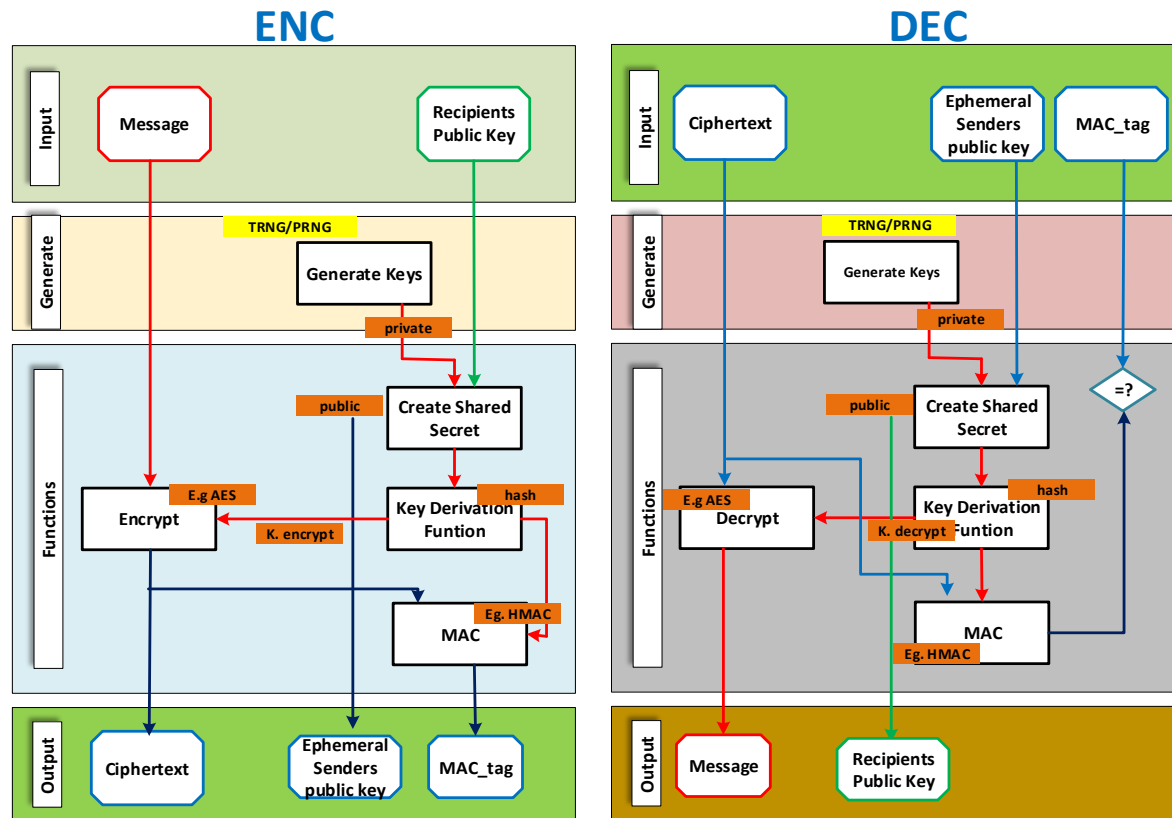 ENC
Input
Message
Recipients
Public Key
Generate
TRNG/PRNG
Generate Keys
private
Functions
public
Create Shared
Secret
E.g AES
Encrypt
hash
Key Derivation
Funtion
K. encrypt
Eg. HMAC
MAC
Output
Ciphertext
Ephemeral
Senders
public key
MAC_tag
DEC
Input
Ciphertext
Ephemeral
Senders
public key
MAC_tag
Generate
TRNG/PRNG
Generate Keys
private
Functions
=?
public
Create Shared
Secret
E.g AES
Decrypt
hash
Key Derivation
Funtion
K. decrypt
MAC
Eg. HMAC
Output
Message
Recipients
Public Key